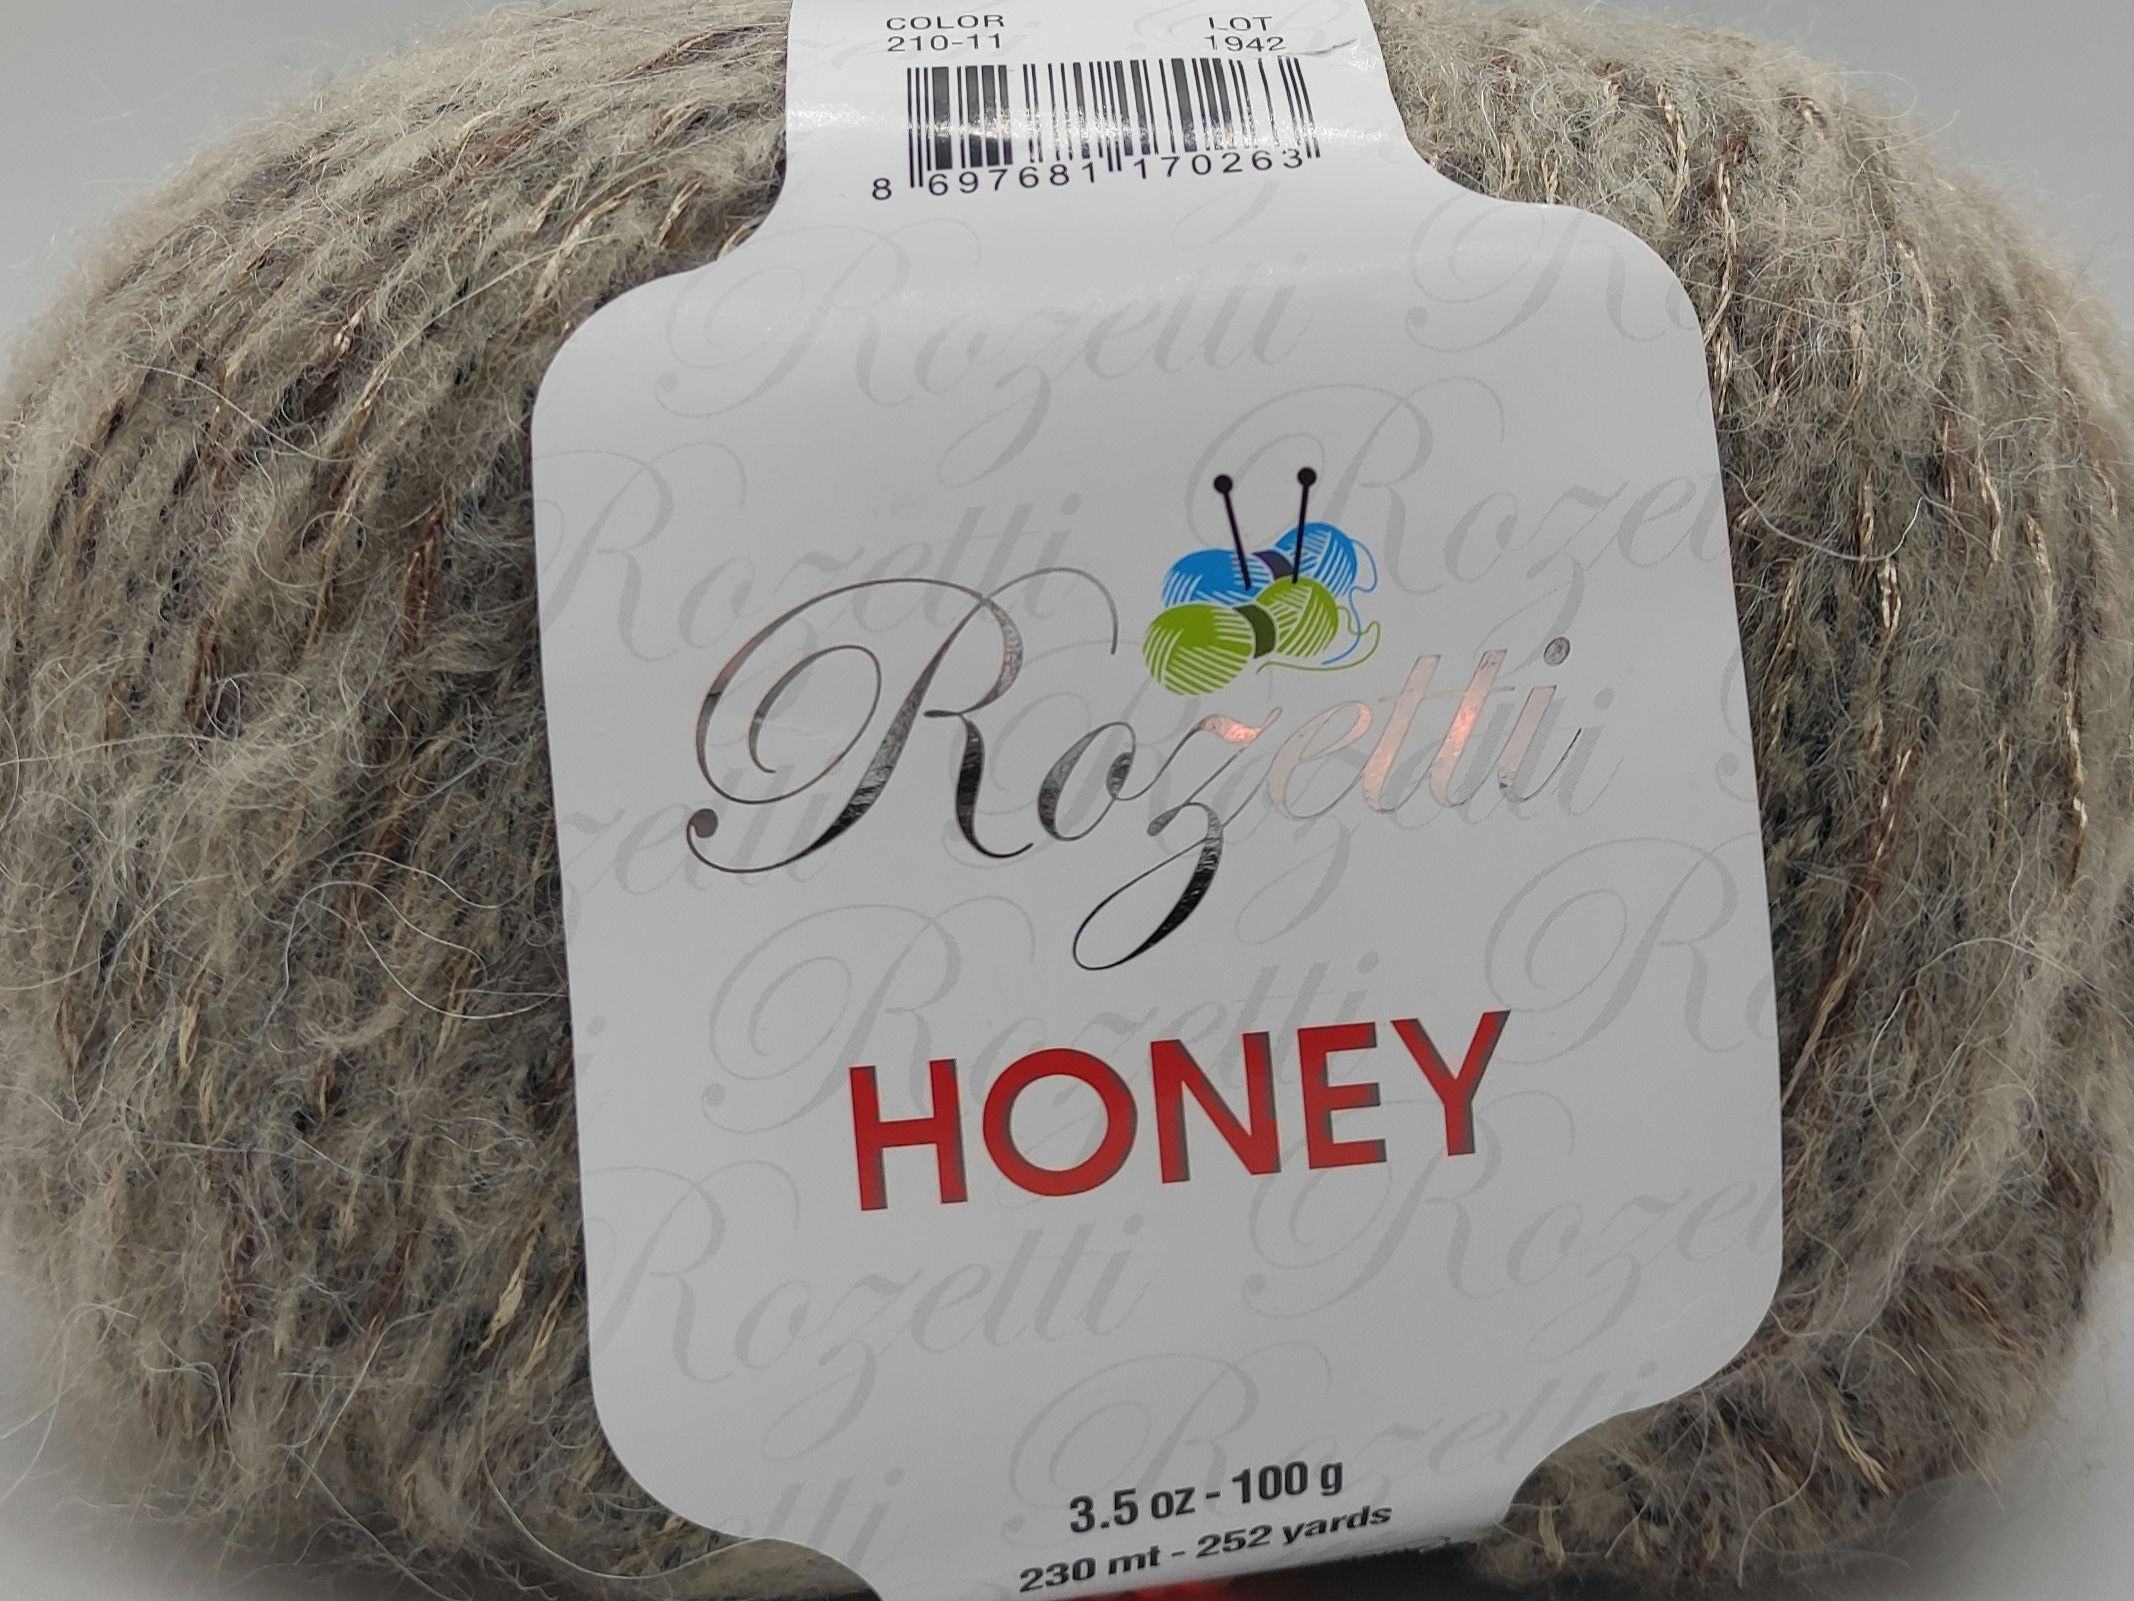 COLOR LOT
210-11 1942
8 697681 170263
Rozetti
HONEY
3.5 oz - 100 g
230 mt - 252 yards